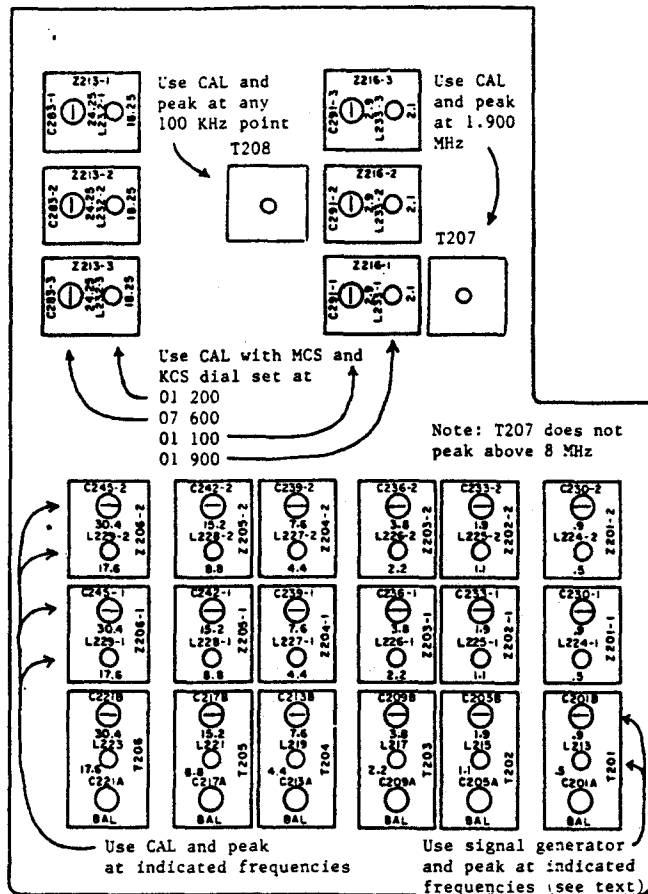 Z213-1
C283-1
24.25
L232-1
18.25
Use CAL and
peak at any
100 KHz point
T208
Z216-3
C291-3
2.9
L233-3
2.1
Use CAL
and peak
at 1.900
MHz
T207
Z213-2
C283-2
24.25
L232-2
18.25
Z216-2
C291-2
2.9
L233-2
2.1
Z213-3
C283-3
24.25
L232-3
18.25
Z216-1
C291-1
2.9
L233-1
2.1
Use CAL with MCS and
KCS dial set at
01 200
07 600
01 100
01 900
Note: T207 does not
peak above 8 MHz
C245-2
30.4
L229-2
17.6
Z206-2
C242-2
15.2
L228-2
8.8
Z205-2
C239-2
7.6
L227-2
4.4
Z204-2
C236-2
3.8
L226-2
2.2
Z203-2
C233-2
1.9
L225-2
1.1
Z202-2
C230-2
.9
L224-2
.5
Z201-2
C245-1
30.4
L229-1
17.6
Z206-1
C242-1
15.2
L228-1
8.8
Z205-1
C239-1
7.6
L227-1
4.4
Z204-1
C236-1
3.8
L226-1
2.2
Z203-1
C233-1
1.9
L225-1
1.1
Z202-1
C230-1
.9
L224-1
.5
Z201-1
C221B
30.4
L223
17.6
C221A
BAL
T206
C217B
15.2
L221
8.8
C217A
BAL
T205
C213B
7.6
L219
4.4
C213A
BAL
T204
C209B
3.8
L217
2.2
C209A
BAL
T203
C205B
1.9
L215
1.1
C205A
BAL
T202
C201B
.9
L213
.5
C201A
BAL
T201
Use CAL and peak
at indicated frequencies
Use signal generator
and peak at indicated
frequencies (see text)